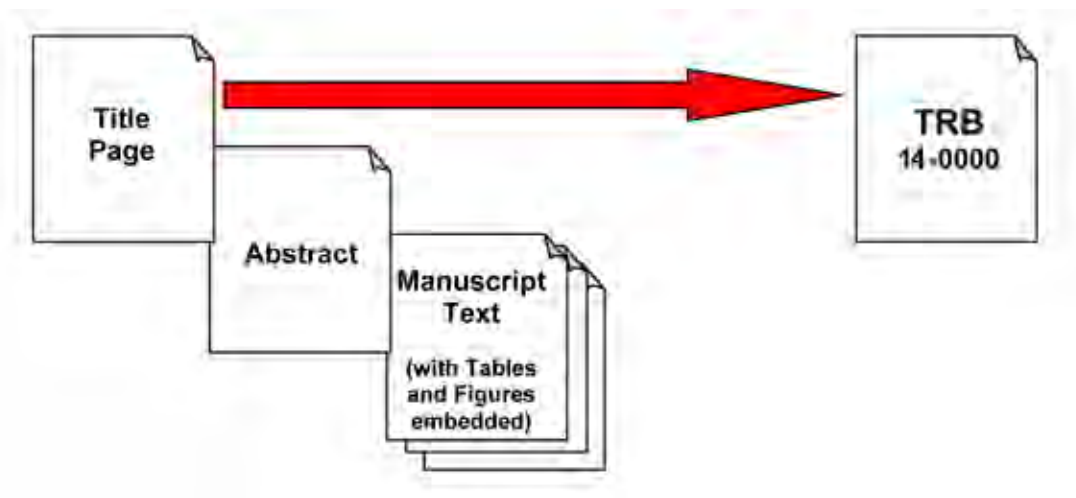 Title
Page
Abstract
Manuscript
Text
(with Tables
and Figures
embedded)
TRB
14-0000